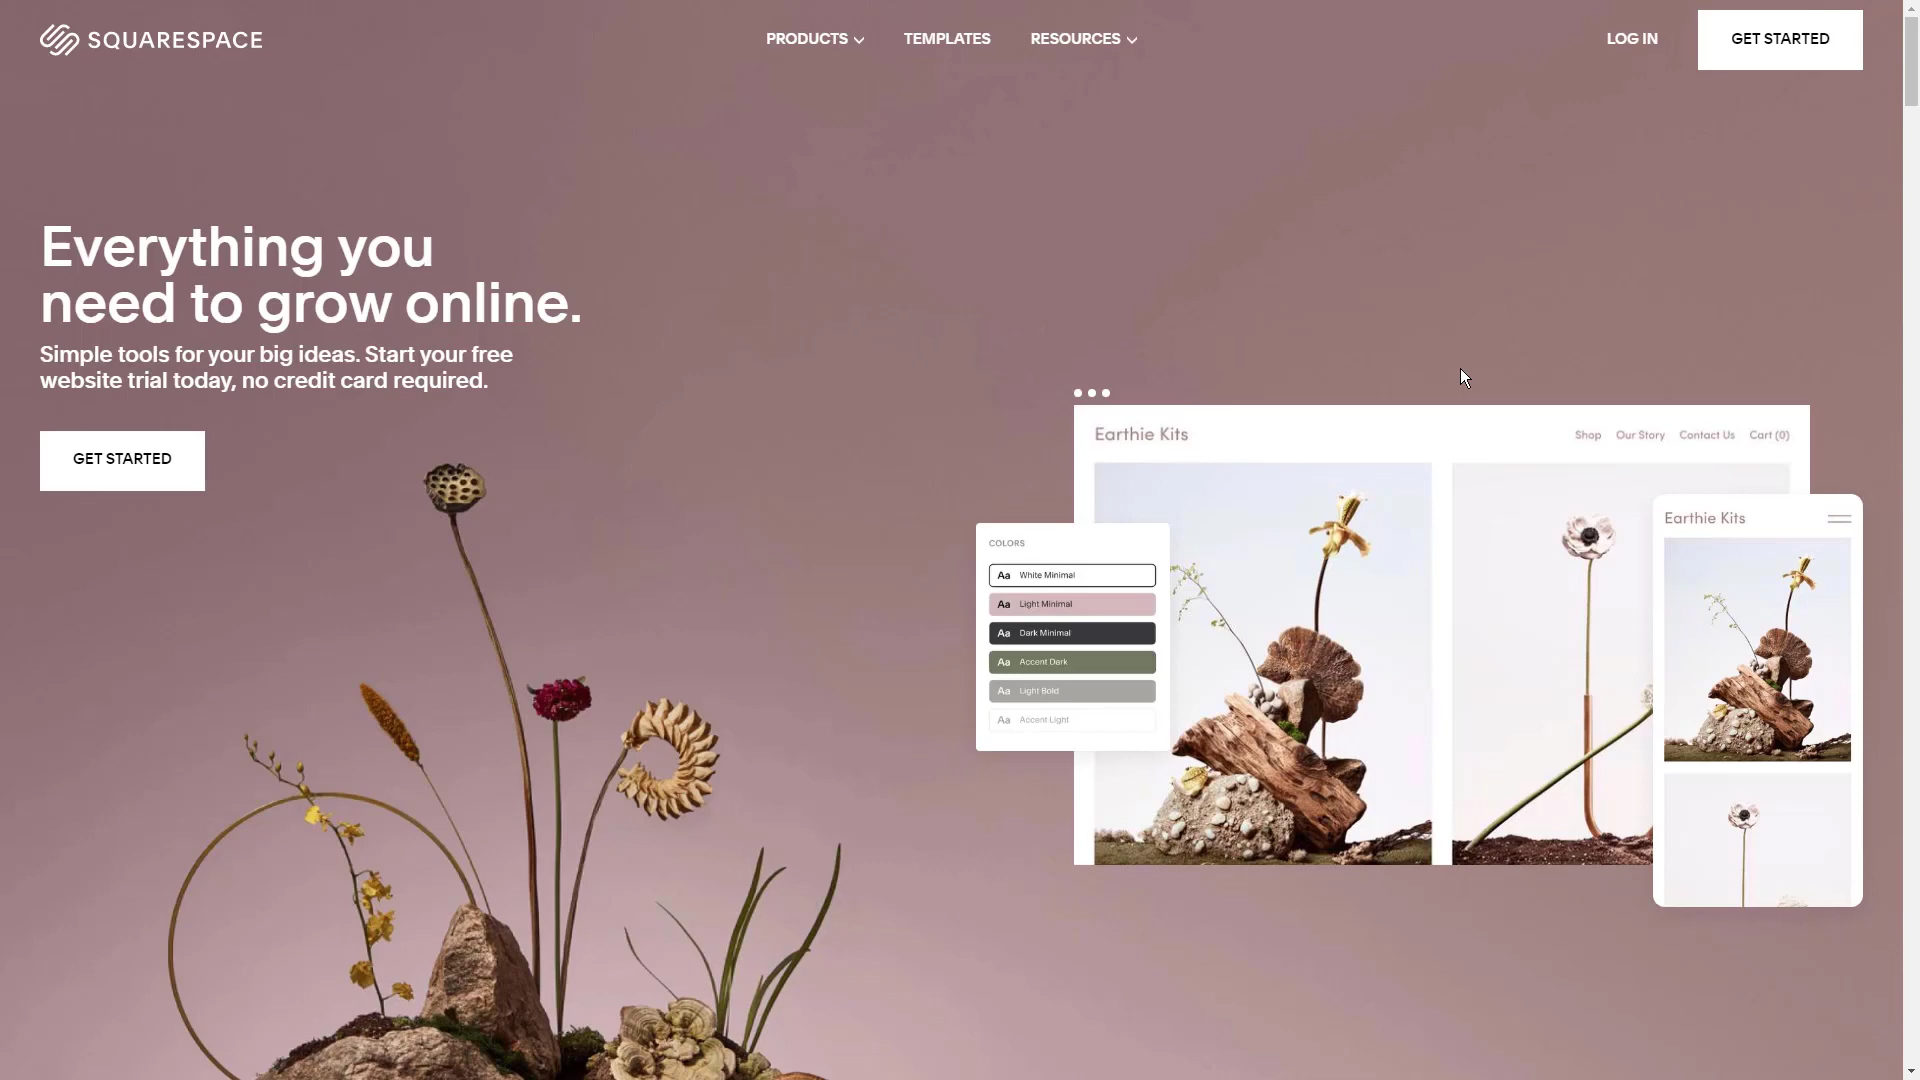 SQUARESPACE
PRODUCTS
TEMPLATES
RESOURCES
LOG IN
GET STARTED
Everything you
need to grow online.
Simple tools for your big ideas. Start your free
website trial today, no credit card required.
GET STARTED
Earthie Kits
Shop
Our Story
Contact Us
Cart (0)
COLORS
Aa White Minimal
Aa Light Minimal
Aa Dark Minimal
Aa Accent Dark
Aa Light Bold
Aa Accent Light
Earthie Kits